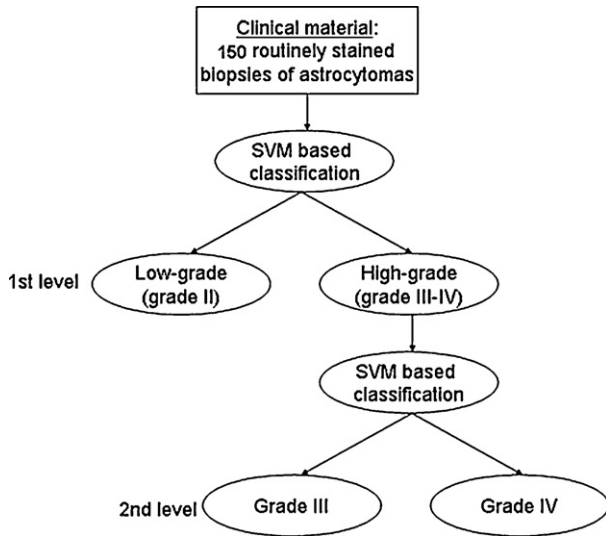 Clinical material:
150 routinely stained
biopsies of astrocytomas
SVM based
classification
1st level
Low-grade
(grade II)
High-grade
(grade III-IV)
SVM based
classification
2nd level
Grade III
Grade IV